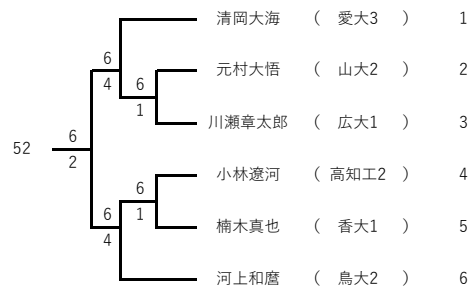 清岡大海 ( 愛大3 ) 1
6
4
元村大悟 ( 山大2 ) 2
6
1
川瀬章太郎 ( 広大1 ) 3
52
6
2
小林遼河 ( 高知工2 ) 4
6
1
楠木真也 ( 香大1 ) 5
6
4
河上和麿 ( 鳥大2 ) 6